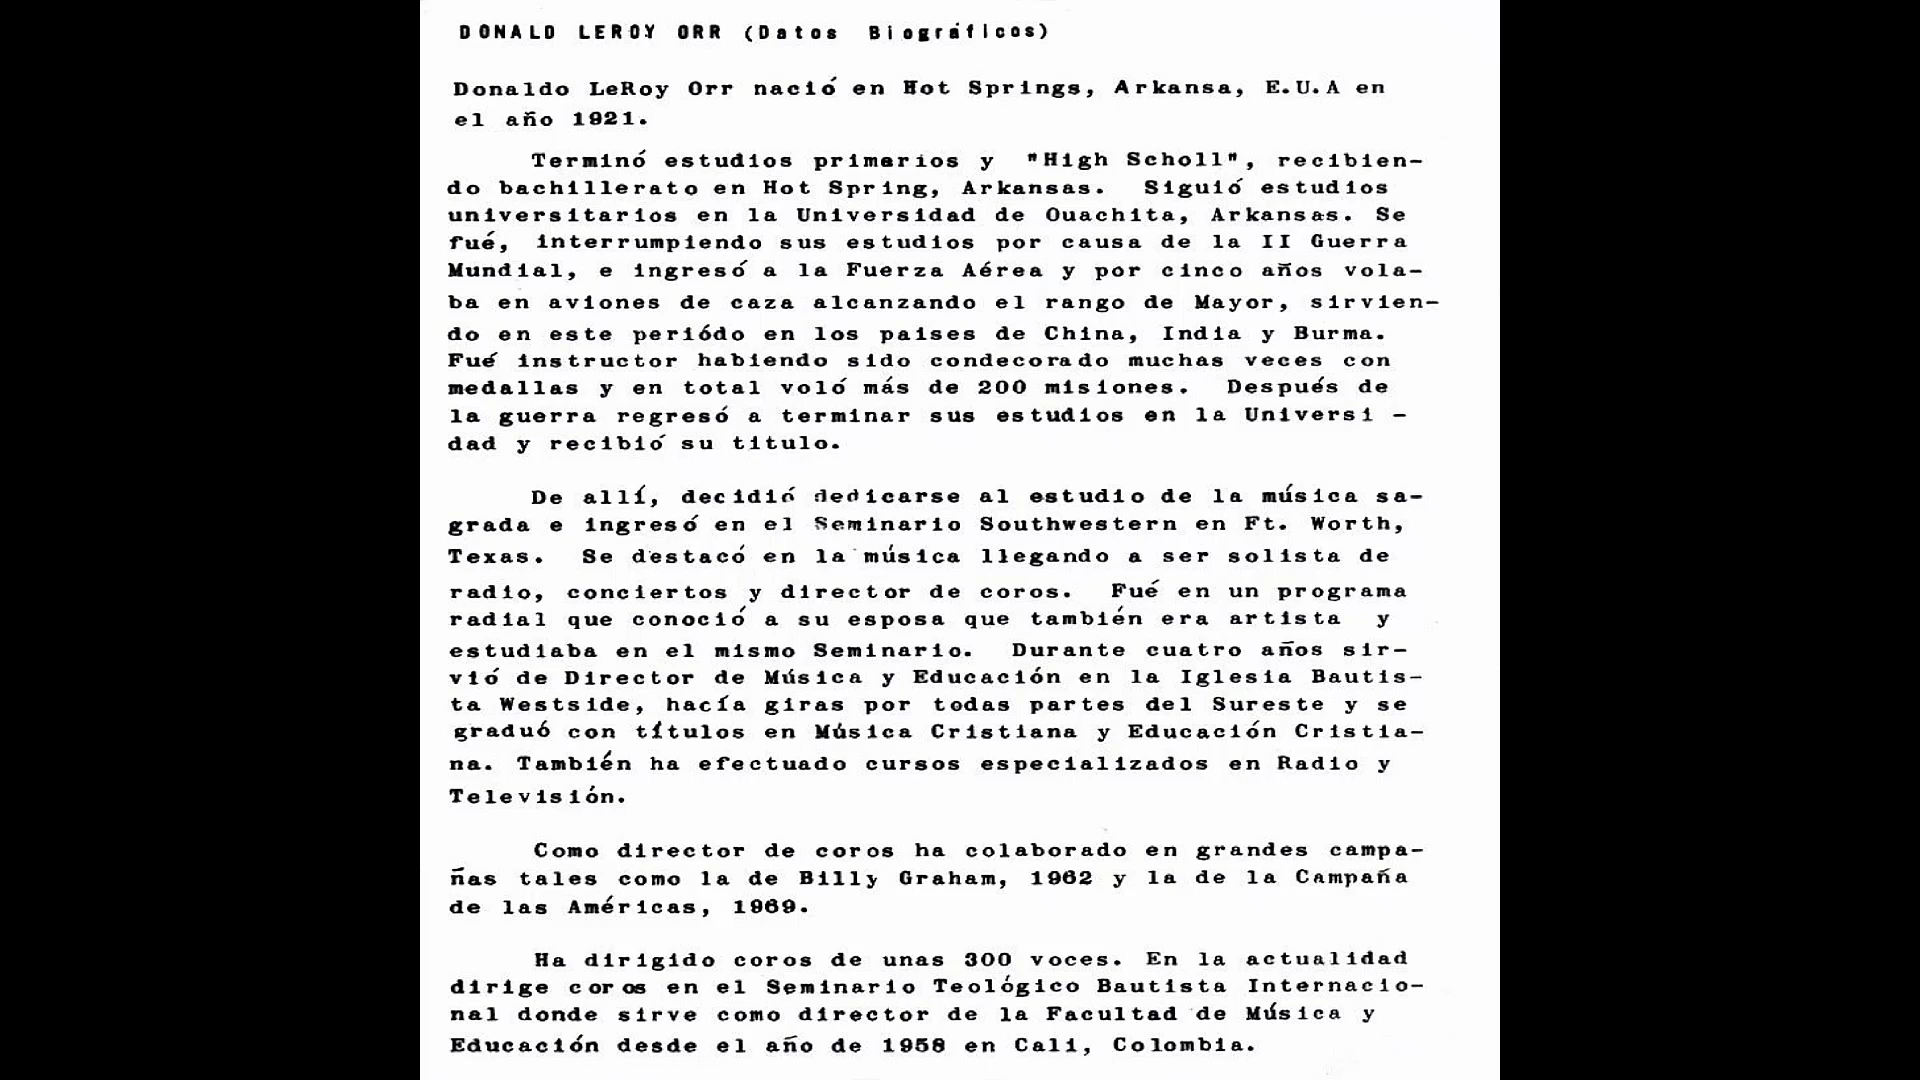 DONALD LEROY ORR (Datos Biográficos)
Donaldo LeRoy Orr nació en Hot Springs, Arkansa, E.U.A en
el año 1921.
Terminó estudios primarios y "High Scholl", recibien-
do bachillerato en Hot Spring, Arkansas. Siguió estudios
universitarios en la Universidad de Ouachita, Arkansas. Se
fué, interrumpiendo sus estudios por causa de la II Guerra
Mundial, e ingresó a la Fuerza Aérea y por cinco años vola-
ba en aviones de caza alcanzando el rango de Mayor, sirvien-
do en este periódo en los paises de China, India y Burma.
Fué instructor habiendo sido condecorado muchas veces con
medallas y en total voló más de 200 misiones. Después de
la guerra regresó a terminar sus estudios en la Universi -
dad y recibió su titulo.
De allí, decidió dedicarse al estudio de la música sa-
grada e ingresó en el Seminario Southwestern en Ft. Worth,
Texas. Se destacó en la música llegando a ser solista de
radio, conciertos y director de coros. Fué en un programa
radial que conoció a su esposa que también era artista y
estudiaba en el mismo Seminario. Durante cuatro años sir-
vió de Director de Música y Educación en la Iglesia Bautis-
ta Westside, hacía giras por todas partes del Sureste y se
graduó con títulos en Música Cristiana y Educación Cristia-
na. También ha efectuado cursos especializados en Radio y
Televisión.
Como director de coros ha colaborado en grandes campa-
ñas tales como la de Billy Graham, 1962 y la de la Campaña
de las Américas, 1969.
Ha dirigido coros de unas 300 voces. En la actualidad
dirige coros en el Seminario Teológico Bautista Internacio-
nal donde sirve como director de la Facultad de Música y
Educación desde el año de 1958 en Cali, Colombia.